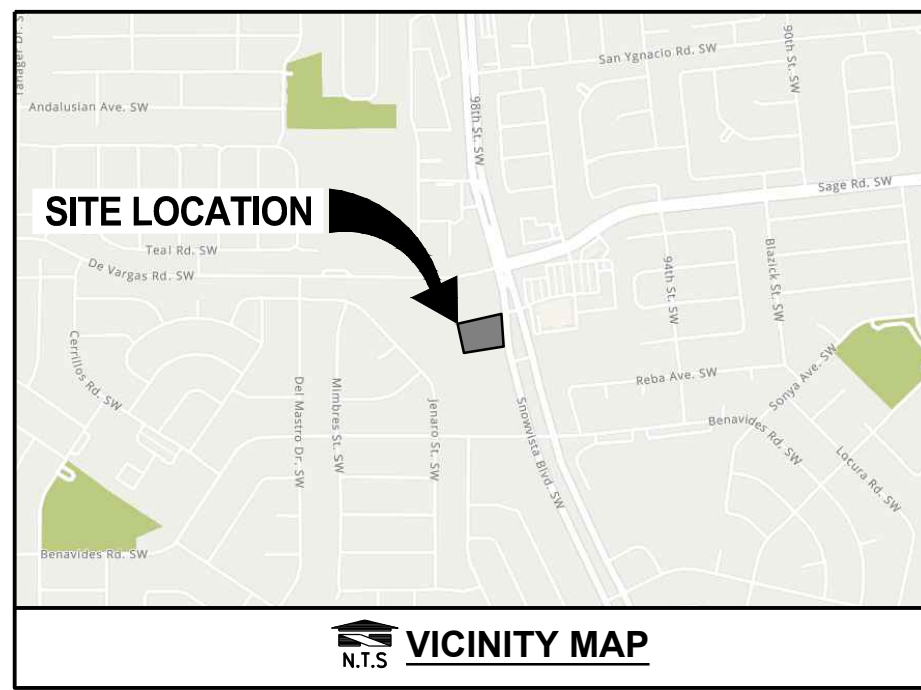 Tanager Dr. S
San Ygnacio Rd. SW
90th St. SW
Andalusian Ave. SW
98th St. SW
Sage Rd. SW
SITE LOCATION
Teal Rd. SW
De Vargas Rd. SW
94th St. SW
Blazick St. SW
Cerrillos Rd. SW
Del Mastro Dr. SW
Mimbres St. SW
Jenaro St. SW
Snowvista Blvd. SW
Reba Ave. SW
Sonya Ave. SW
Benavides Rd. SW
Locura Rd. SW
Benavides Rd. SW
N.T.S
VICINITY MAP